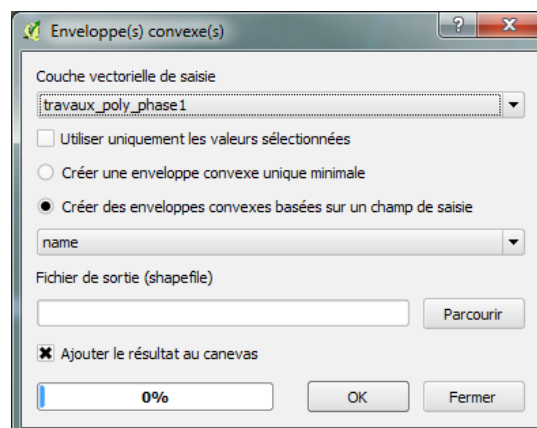 Enveloppe(s) convexe(s)
Couche vectorielle de saisie
travaux_poly_phase1
Utiliser uniquement les valeurs sélectionnées
Créer une enveloppe convexe unique minimale
Créer des enveloppes convexes basées sur un champ de saisie
name
Fichier de sortie (shapefile)
Parcourir
Ajouter le résultat au canevas
0% OK Fermer